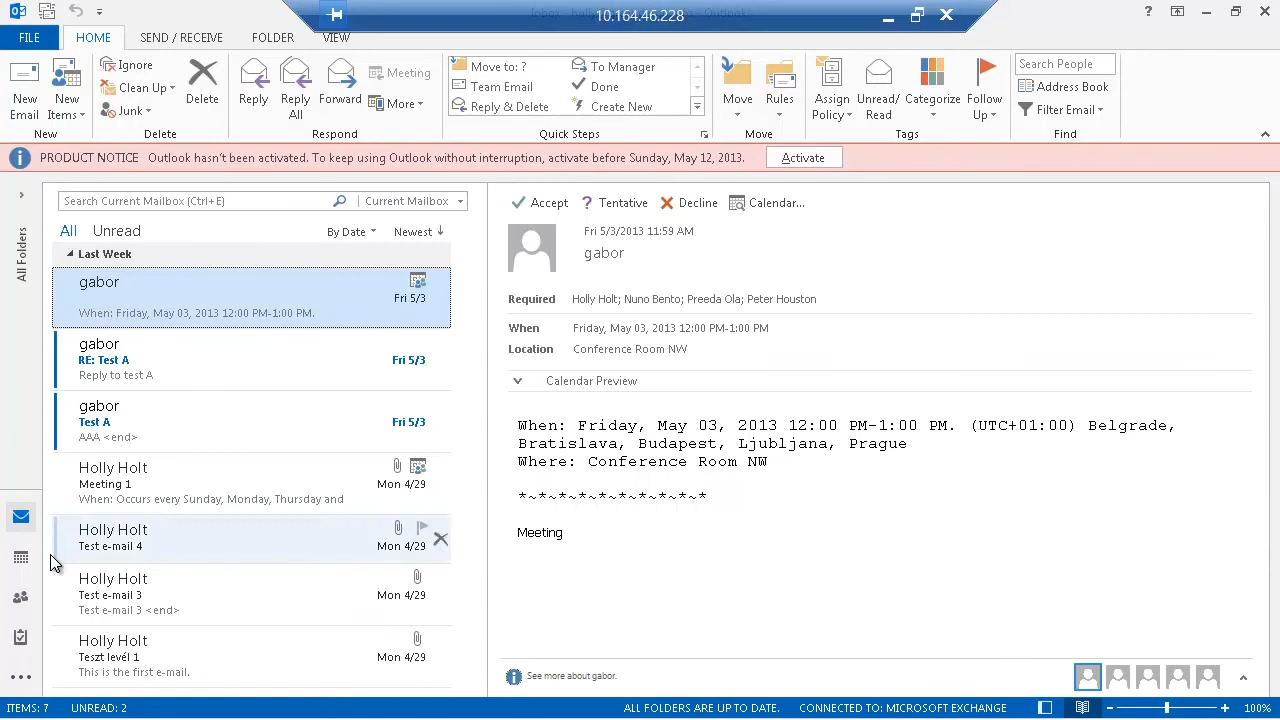 10.164.46.228
FILE HOME SEND / RECEIVE FOLDER VIEW
New Email
New Items
Ignore
Clean Up
Junk
Delete
Reply
Reply All
Forward
Meeting
More
Move to: ?
Team Email
Reply & Delete
To Manager
Done
Create New
Move
Rules
Assign Policy
Unread/ Read
Categorize
Follow Up
Search People
Address Book
Filter Email
New Delete Respond Quick Steps Move Tags Find
PRODUCT NOTICE Outlook hasn't been activated. To keep using Outlook without interruption, activate before Sunday, May 12, 2013. Activate
All Folders
Search Current Mailbox (Ctrl+E) Current Mailbox
All Unread By Date Newest
Last Week
gabor
Fri 5/3
When: Friday, May 03, 2013 12:00 PM-1:00 PM.
gabor
RE: Test A Fri 5/3
Reply to test A
gabor
Test A Fri 5/3
AAA <end>
Holly Holt
Meeting 1 Mon 4/29
When: Occurs every Sunday, Monday, Thursday and
Holly Holt
Test e-mail 4 Mon 4/29
Holly Holt
Test e-mail 3 Mon 4/29
Test e-mail 3 <end>
Holly Holt
Teszt levél 1 Mon 4/29
This is the first e-mail.
Accept ? Tentative Decline Calendar...
Fri 5/3/2013 11:59 AM
gabor
Required Holly Holt; Nuno Bento; Preeda Ola; Peter Houston
When Friday, May 03, 2013 12:00 PM-1:00 PM
Location Conference Room NW
Calendar Preview
When: Friday, May 03, 2013 12:00 PM-1:00 PM. (UTC+01:00) Belgrade,
Bratislava, Budapest, Ljubljana, Prague
Where: Conference Room NW
*~*~*~*~*~*~*~*~*~*
Meeting
See more about gabor.
ITEMS: 7 UNREAD: 2 ALL FOLDERS ARE UP TO DATE. CONNECTED TO: MICROSOFT EXCHANGE 100%